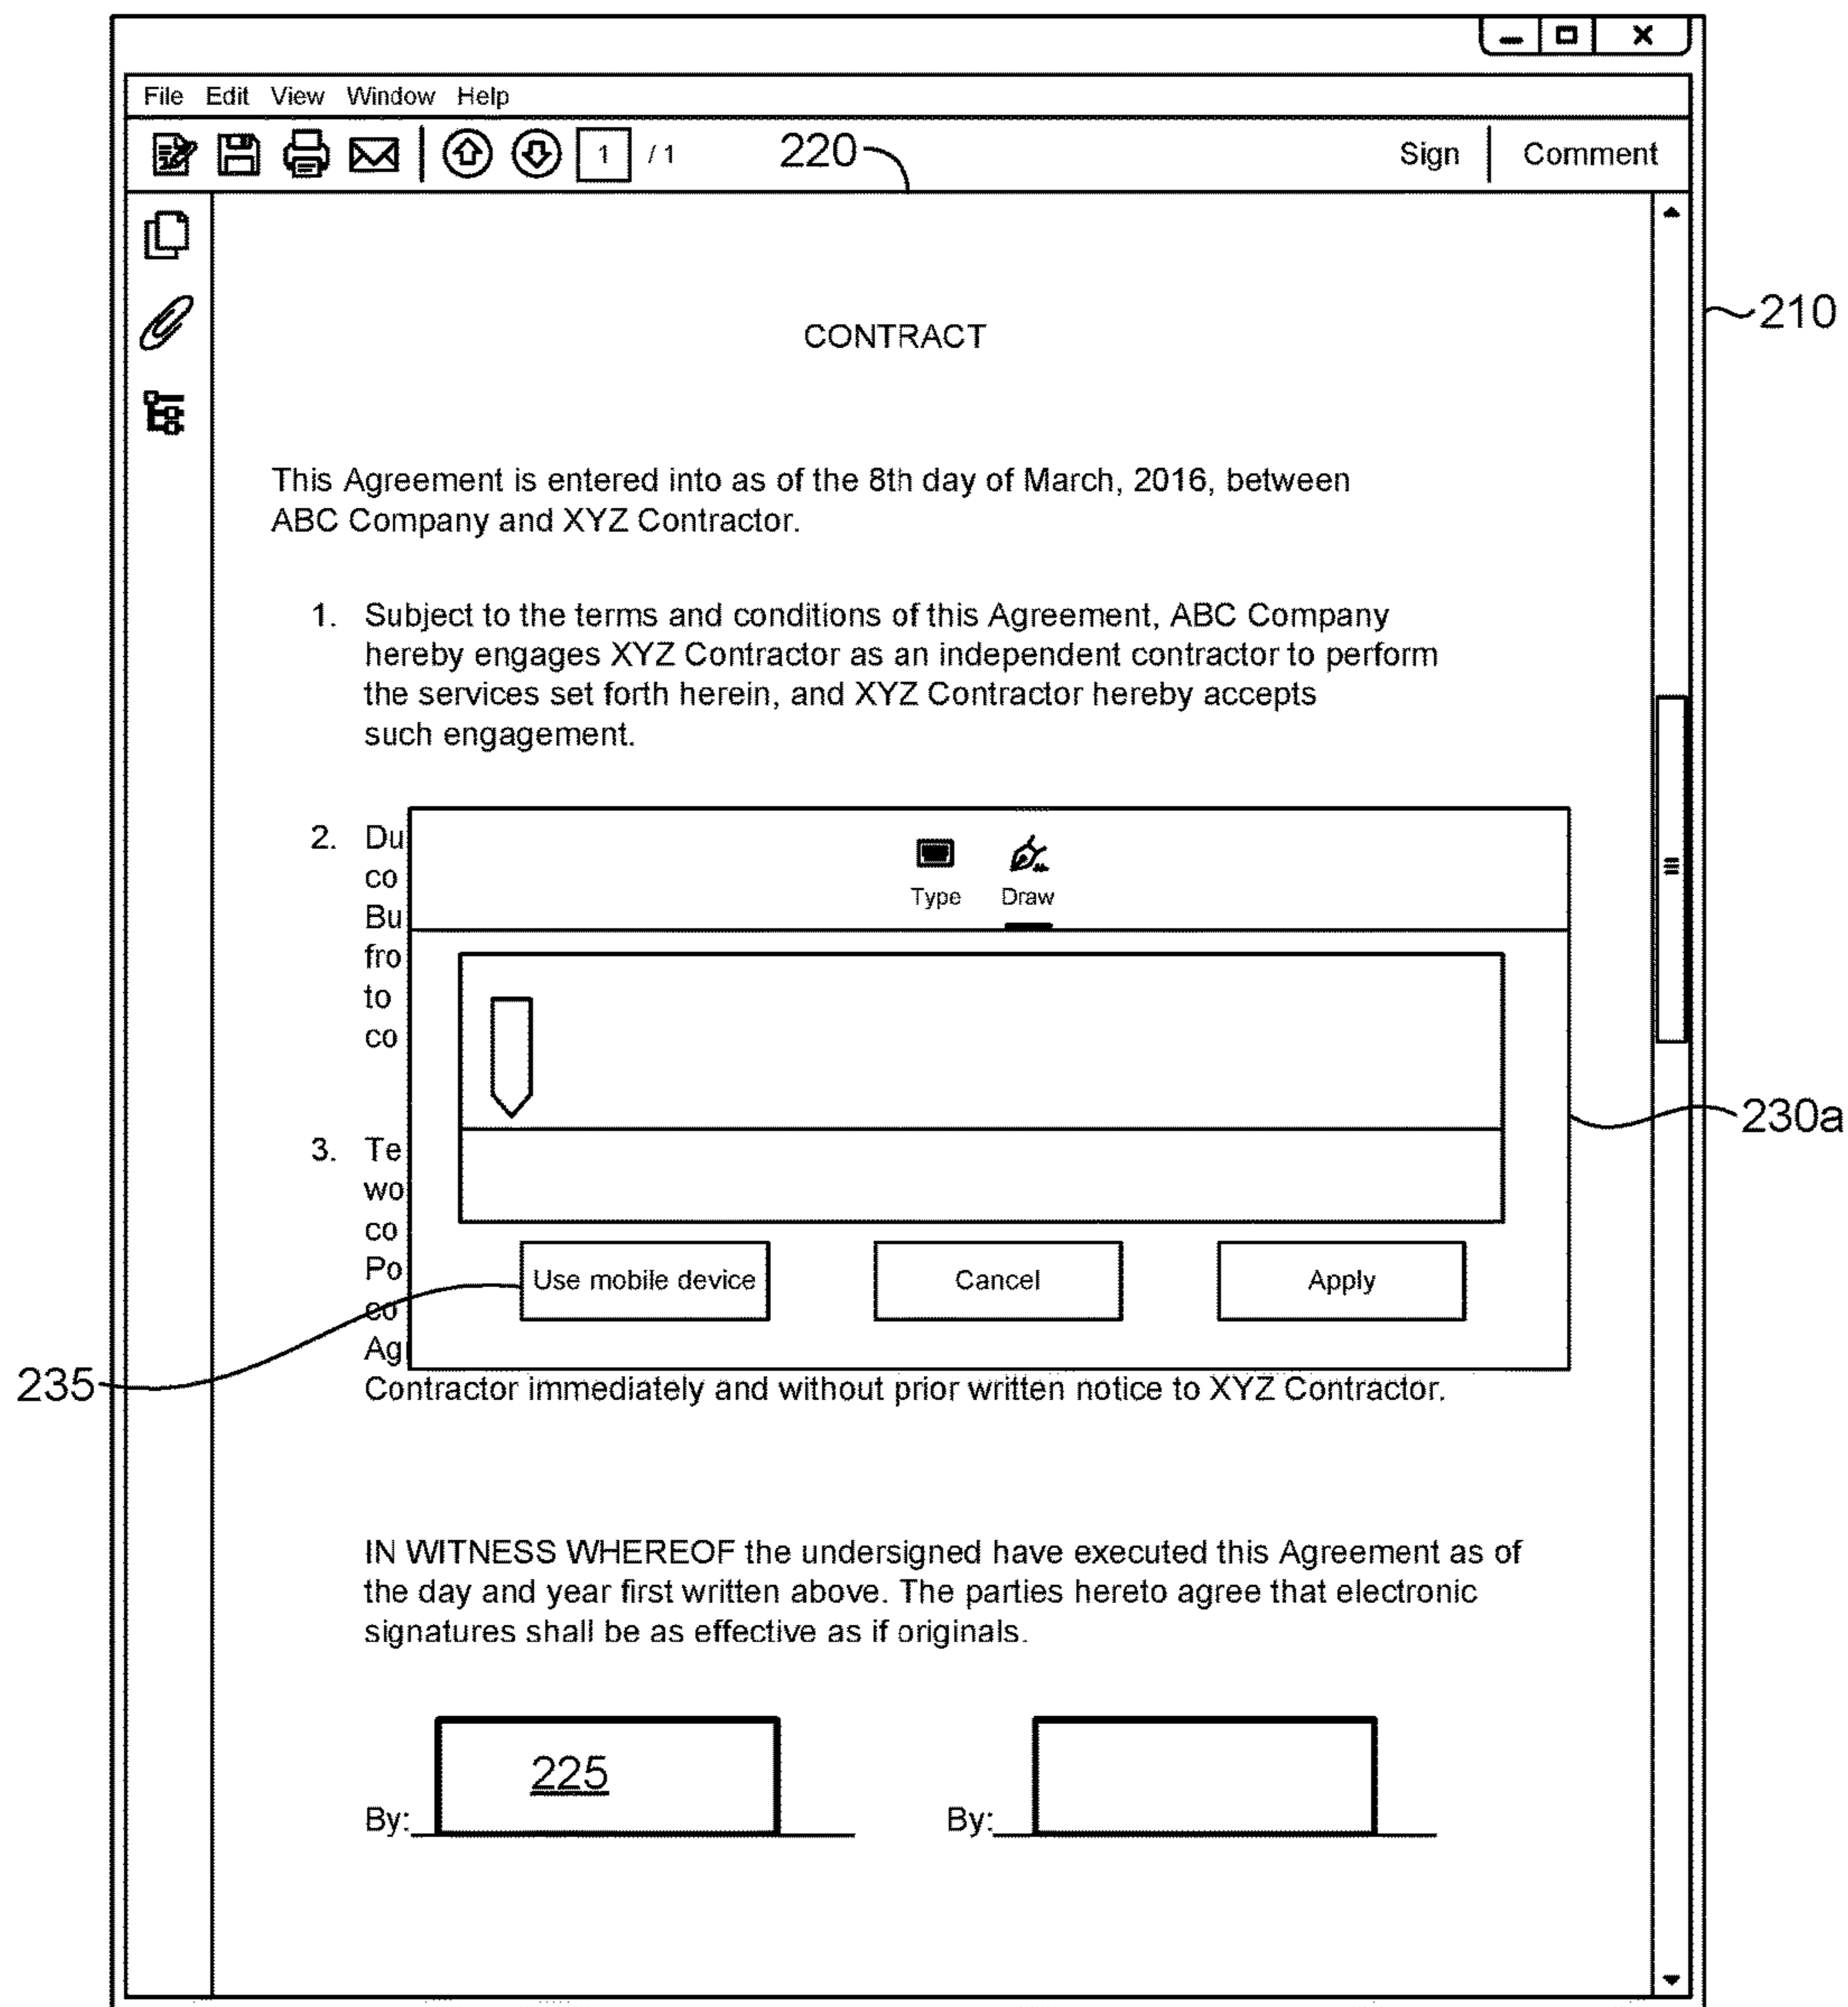 File Edit View Window Help
1 / 1 220 Sign Comment
210
CONTRACT
This Agreement is entered into as of the 8th day of March, 2016, between
ABC Company and XYZ Contractor.
1. Subject to the terms and conditions of this Agreement, ABC Company
hereby engages XYZ Contractor as an independent contractor to perform
the services set forth herein, and XYZ Contractor hereby accepts
such engagement.
2. Du
co
Bu
fro
to
co
Type Draw
230a
3. Te
wo
co
Po
co
Ag
Use mobile device Cancel Apply
235
Contractor immediately and without prior written notice to XYZ Contractor.
IN WITNESS WHEREOF the undersigned have executed this Agreement as of
the day and year first written above. The parties hereto agree that electronic
signatures shall be as effective as if originals.
225
By: By: